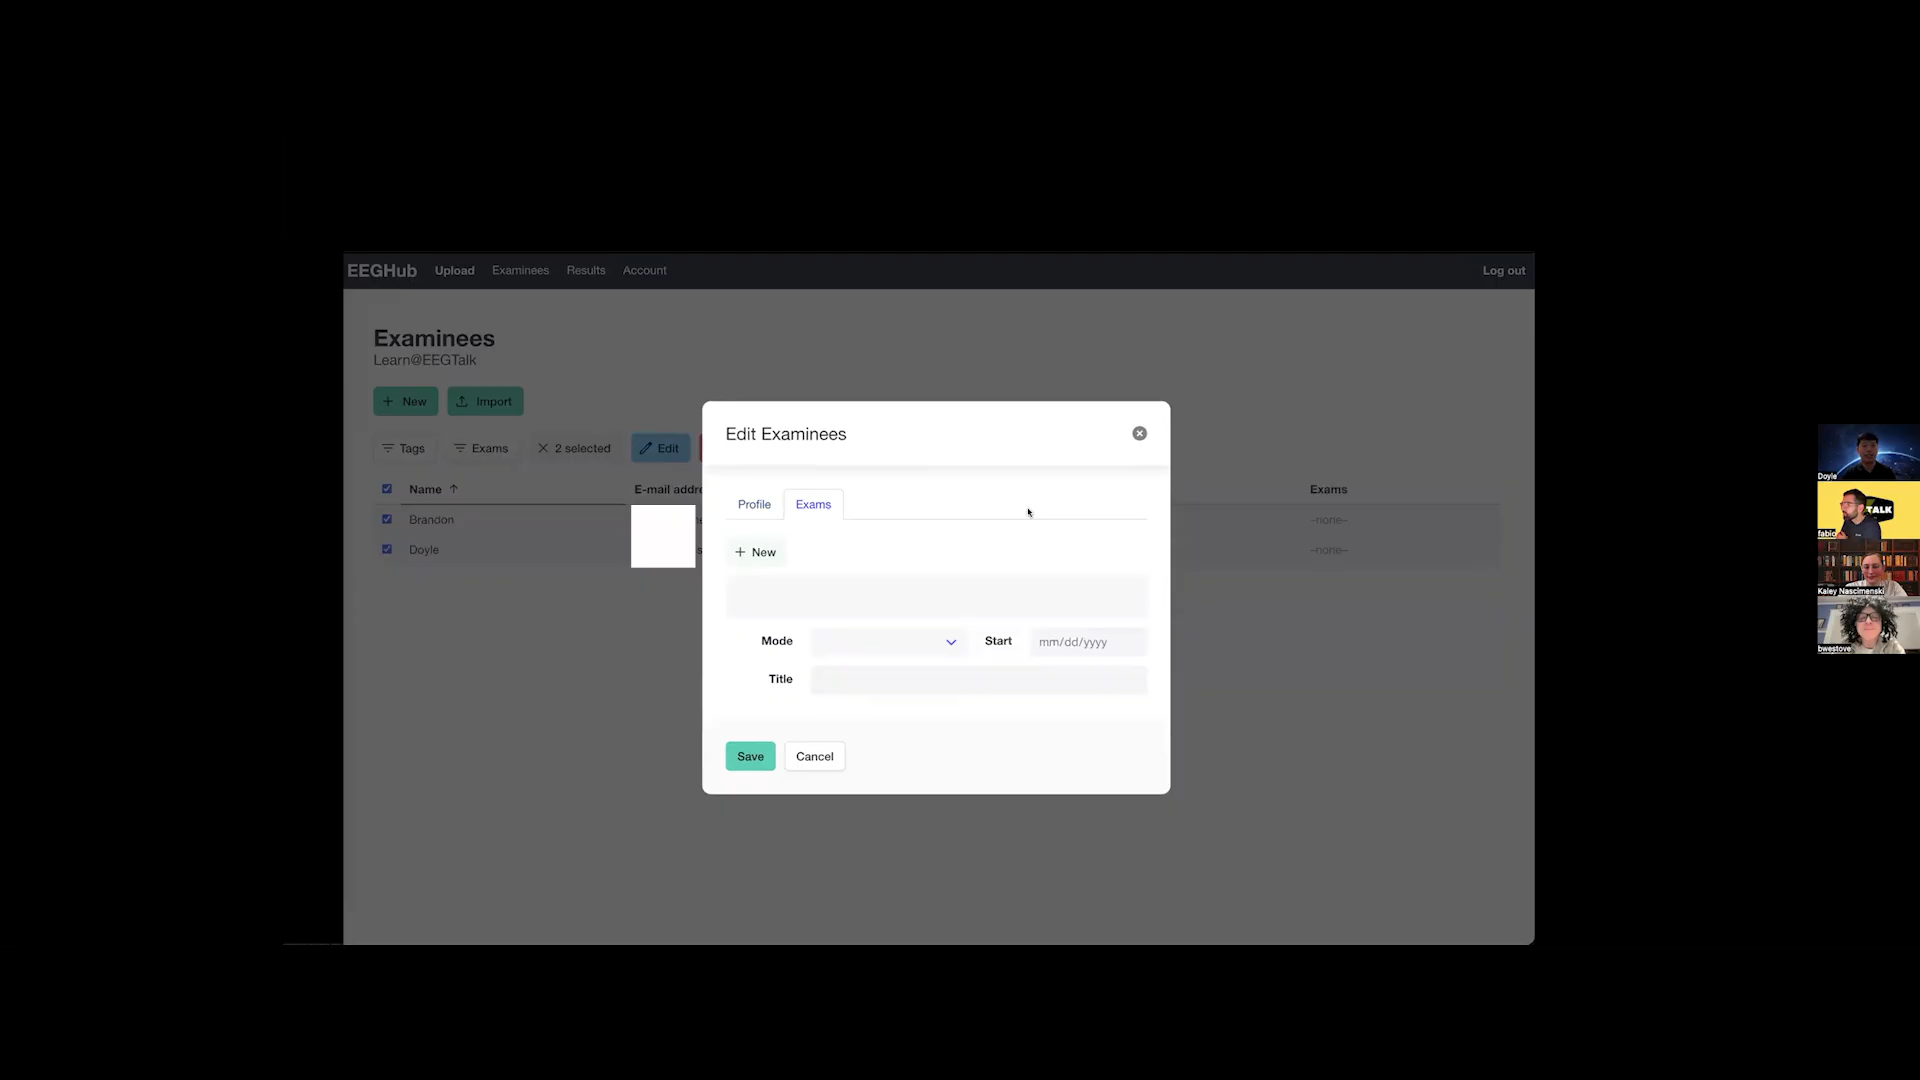 EEGHub Upload Examinees Results Account Log out
Examinees
Learn@EEGTalk
+ New Import
Tags Exams 2 selected Edit
Name E-mail addre Exams
Brandon -none-
Doyle -none-
Edit Examinees
Profile Exams
+ New
Mode Start mm/dd/yyyy
Title
Save Cancel
Doyle
TALK
fabio
Kaley Nascimenski
bwestove